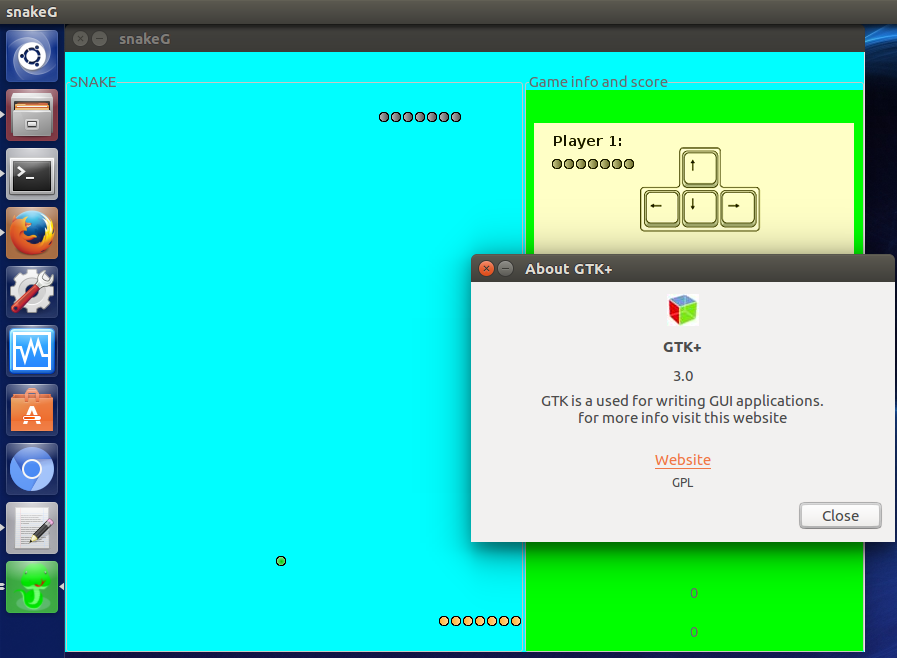 snakeG
snakeG
SNAKE
Game info and score
Player 1:
↑
← ↓ →
About GTK+
GTK+
3.0
GTK is a used for writing GUI applications.
for more info visit this website
Website
GPL
Close
0
0